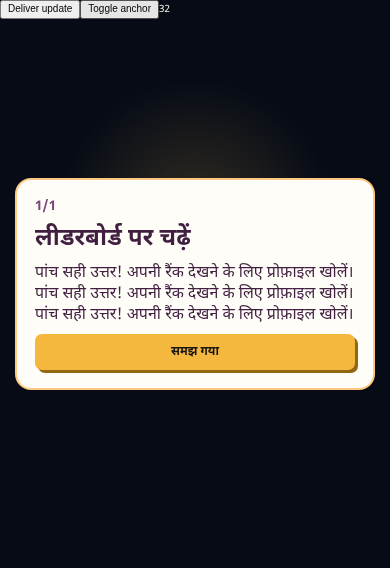 Deliver update Toggle anchor 32
1/1
लीडरबोर्ड पर चढ़ें
पांच सही उत्तर! अपनी रैंक देखने के लिए प्रोफ़ाइल खोलें।
पांच सही उत्तर! अपनी रैंक देखने के लिए प्रोफ़ाइल खोलें।
पांच सही उत्तर! अपनी रैंक देखने के लिए प्रोफ़ाइल खोलें।
समझ गया